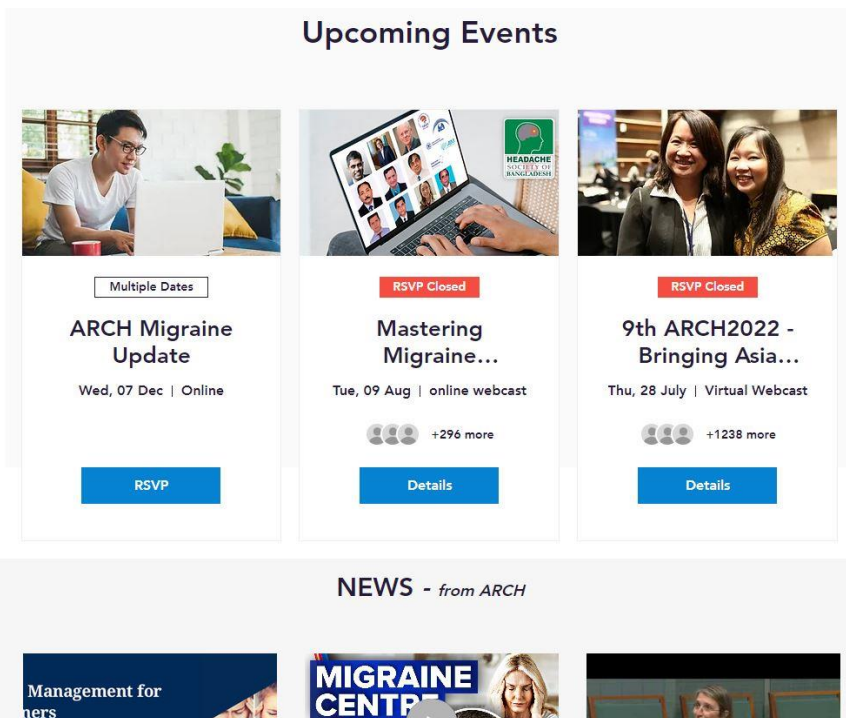 Upcoming Events
HEADACHE
SOCIETY OF
BANGLADESH
Multiple Dates
RSVP Closed
RSVP Closed
ARCH Migraine
Update
Mastering
Migraine...
9th ARCH2022 -
Bringing Asia...
Wed, 07 Dec | Online
Tue, 09 Aug | online webcast
Thu, 28 July | Virtual Webcast
+296 more
+1238 more
RSVP
Details
Details
NEWS - from ARCH
Management for
MIGRAINE